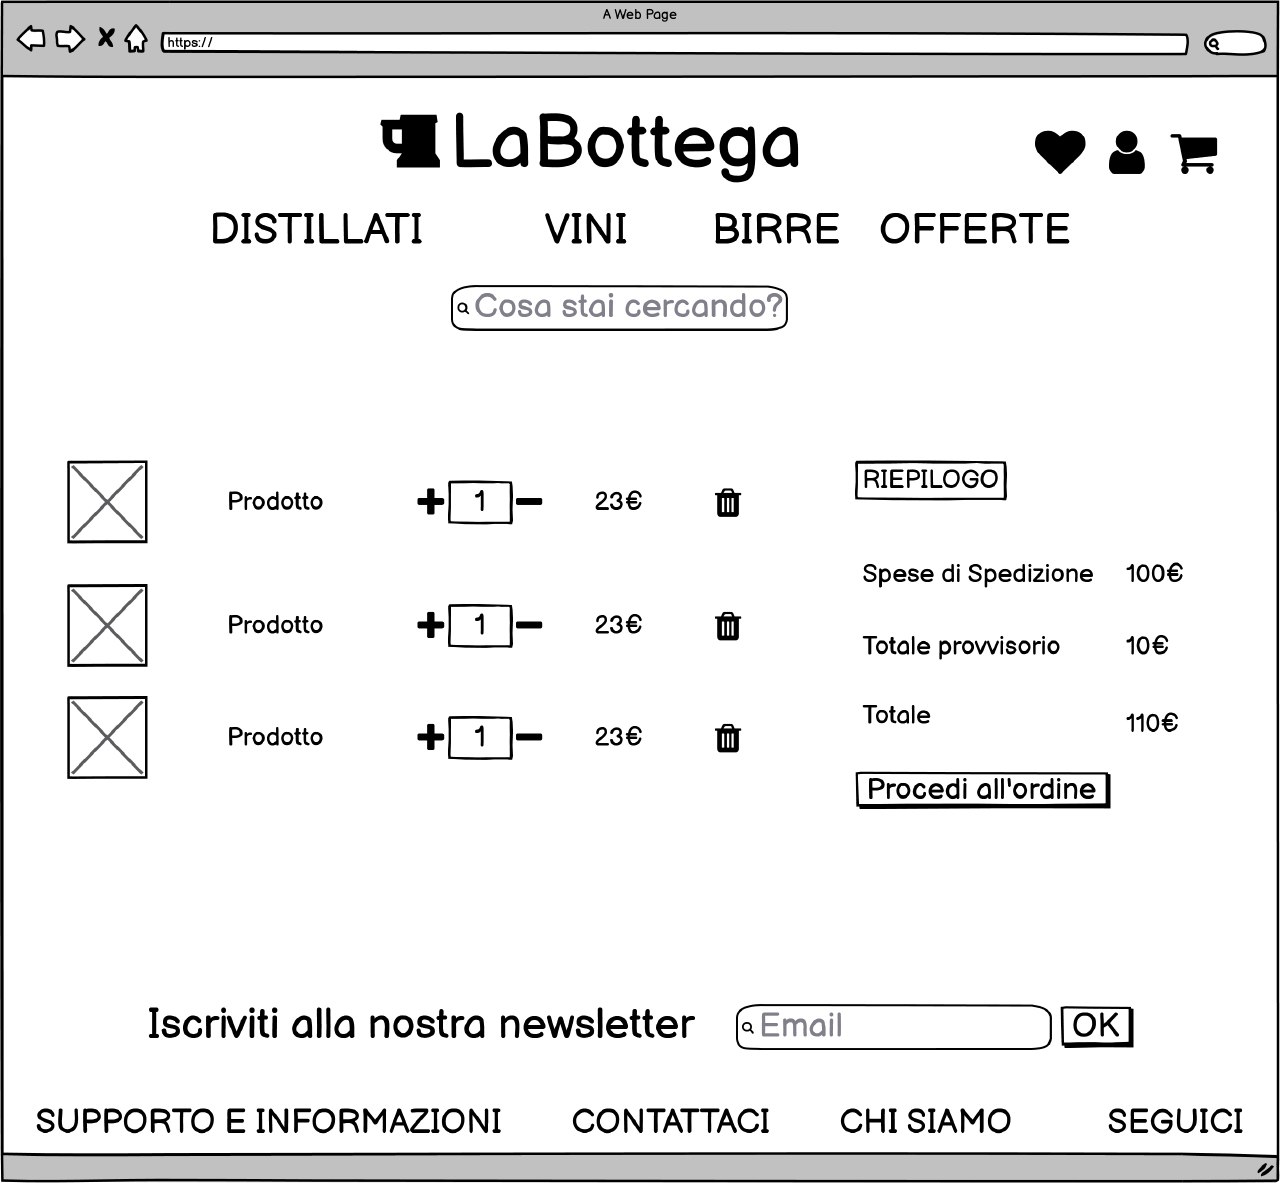 A Web Page
https://
LaBottega
DISTILLATI VINI BIRRE OFFERTE
Cosa stai cercando?
Prodotto 1 23€
Prodotto 1 23€
Prodotto 1 23€
RIEPILOGO
Spese di Spedizione 100€
Totale provvisorio 10€
Totale 110€
Procedi all'ordine
Iscriviti alla nostra newsletter Email OK
SUPPORTO E INFORMAZIONI CONTATTACI CHI SIAMO SEGUICI